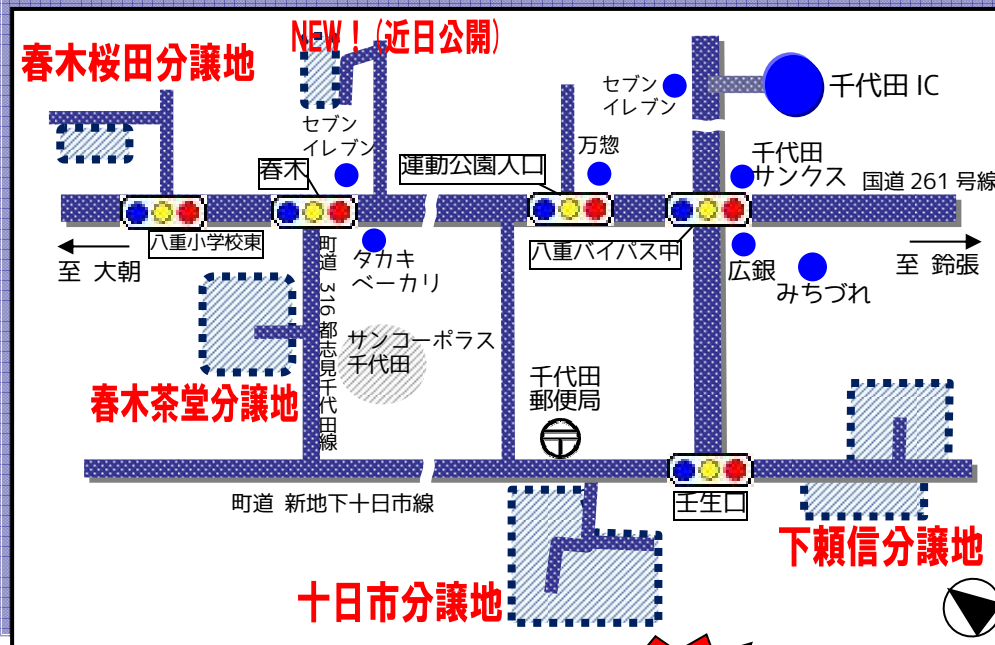 NEW！(近日公開)
春木桜田分譲地
セブン
イレブン
千代田 IC
セブン
イレブン
万惣
千代田
サンクス
国道 261 号線
春木
運動公園入口
八重小学校東
八重バイパス中
至 大朝
タカキ
ベーカリ
広銀
みちづれ
至 鈴張
町道 316 都志見千代田線
サンコーポラス
千代田
春木茶堂分譲地
千代田
郵便局
町道 新地下十日市線
壬生口
下頼信分譲地
十日市分譲地